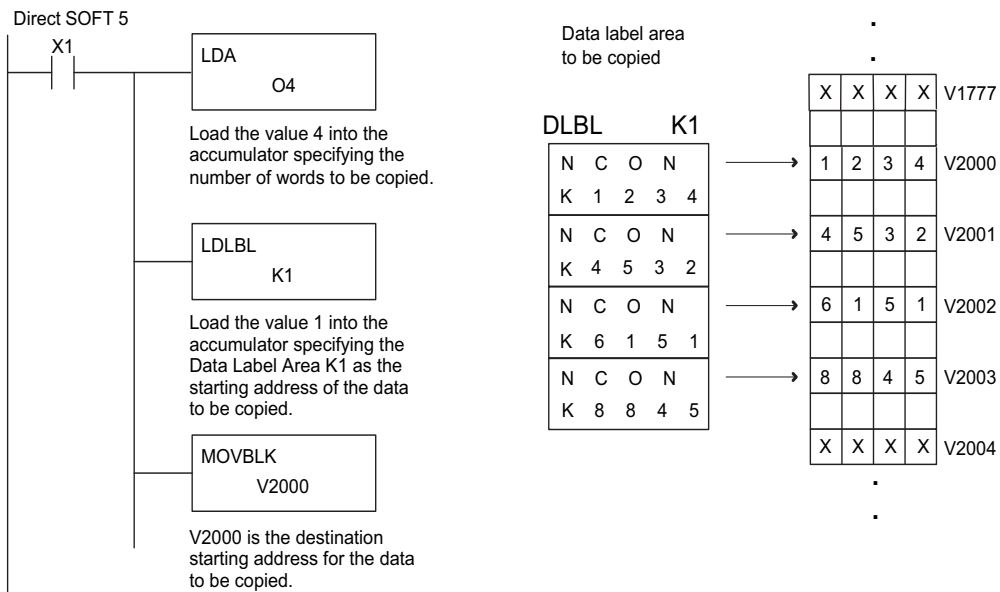 Direct SOFT 5
X1
LDA
O4
Load the value 4 into the
accumulator specifying the
number of words to be copied.
LDLBL
K1
Load the value 1 into the
accumulator specifying the
Data Label Area K1 as the
starting address of the data
to be copied.
MOVBLK
V2000
V2000 is the destination
starting address for the data
to be copied.
Data label area
to be copied
DLBL K1
N C O N
K 1 2 3 4
N C O N
K 4 5 3 2
N C O N
K 6 1 5 1
N C O N
K 8 8 4 5
X X X X V1777
1 2 3 4 V2000
4 5 3 2 V2001
6 1 5 1 V2002
8 8 4 5 V2003
X X X X V2004